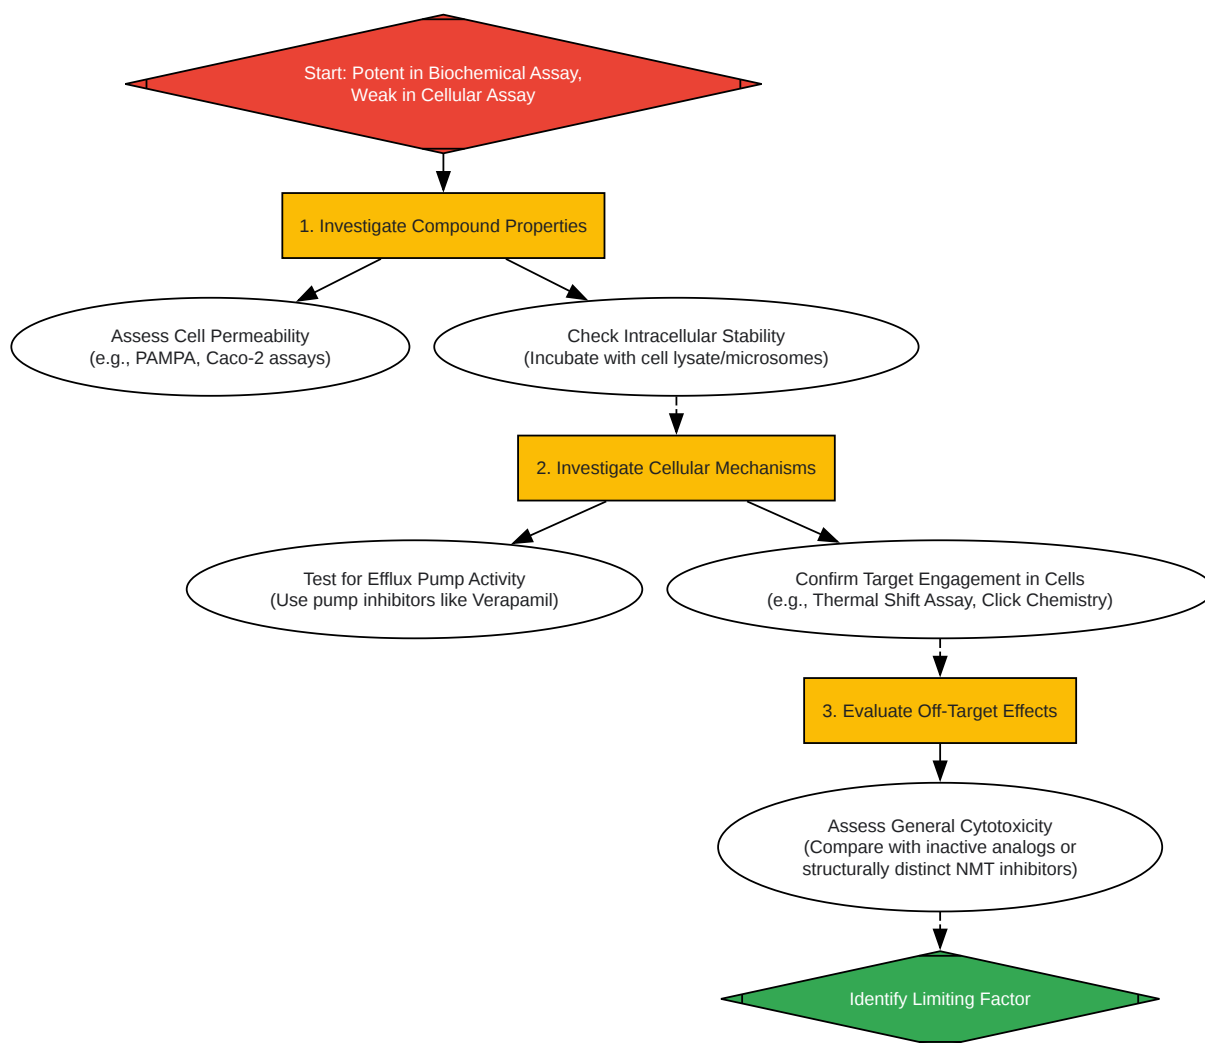 Start: Potent in Biochemical Assay,
Weak in Cellular Assay
1. Investigate Compound Properties
Assess Cell Permeability
(e.g., PAMPA, Caco-2 assays)
Check Intracellular Stability
(Incubate with cell lysate/microsomes)
2. Investigate Cellular Mechanisms
Test for Efflux Pump Activity
(Use pump inhibitors like Verapamil)
Confirm Target Engagement in Cells
(e.g., Thermal Shift Assay, Click Chemistry)
3. Evaluate Off-Target Effects
Assess General Cytotoxicity
(Compare with inactive analogs or
structurally distinct NMT inhibitors)
Identify Limiting Factor